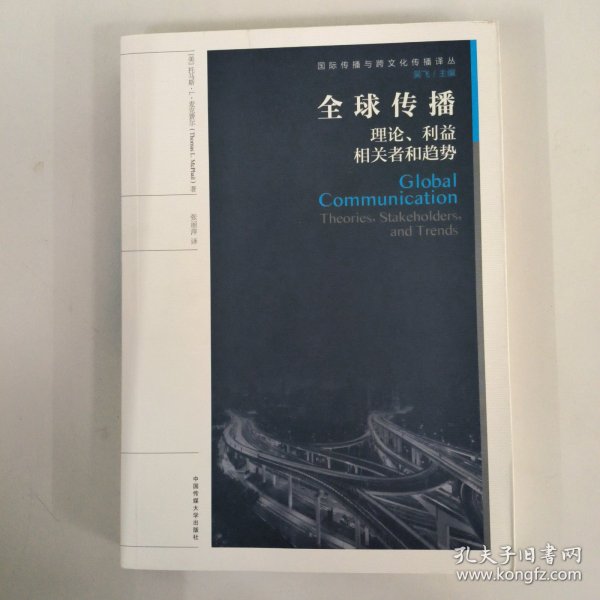 国际传播与跨文化传播译丛
吴飞／主编
全球传播
理论、利益
相关者和趋势
Global
Communication
Theories, Stakeholders,
and Trends
[美]托马斯·L·麦克费尔（Thomas L. McPhail）著
张丽萍 译
中国传媒大学出版社
孔夫子旧书网
www.kongfz.com